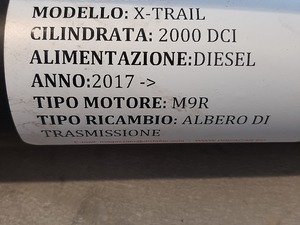 MODELLO: X-TRAIL
CILINDRATA: 2000 DCI
ALIMENTAZIONE:DIESEL
ANNO:2017 ->
TIPO MOTORE: M9R
TIPO RICAMBIO: ALBERO DI
TRASMISSIONE